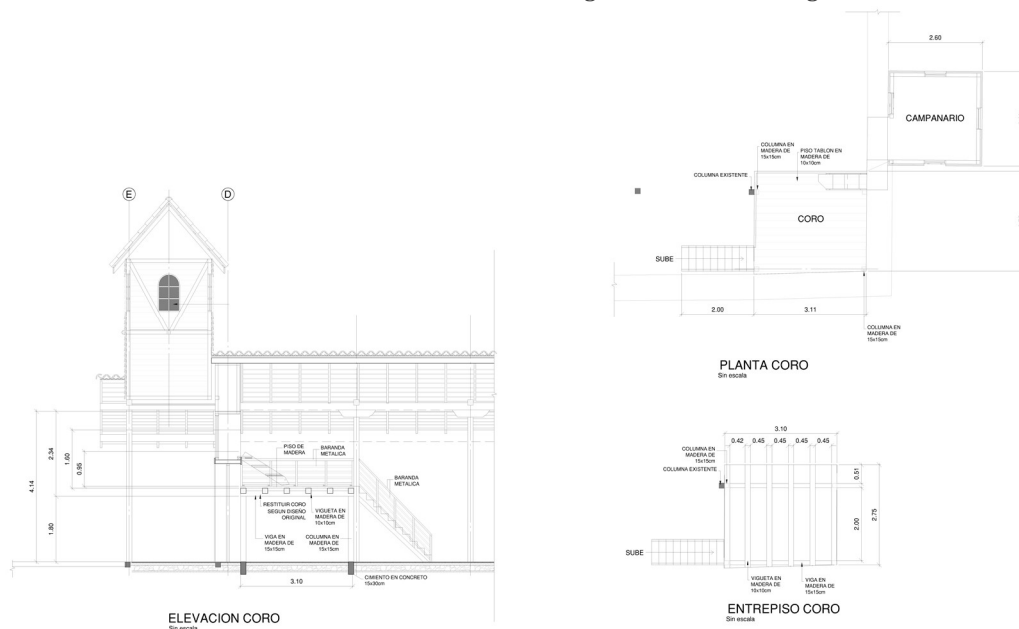 E
D
PISO DE
MADERA
BARANDA
METALICA
BARANDA
METALICA
RESTITUIR CORO
SEGUN DISEÑO
ORIGINAL
VIGUETA EN
MADERA DE
10x10cm
VIGA EN
MADERA DE
15x15cm
COLUMNA EN
MADERA DE
15x15cm
CIMIENTO EN CONCRETO
15x30cm
4.14
2.34
1.80
1.60
0.95
3.10
ELEVACION CORO
Sin escala
2.60
CAMPANARIO
COLUMNA EN
MADERA DE
15x15cm
PISO TABLON EN
MADERA DE
10x10cm
COLUMNA EXISTENTE
CORO
SUBE
2.00
3.11
COLUMNA EN
MADERA DE
15x15cm
PLANTA CORO
Sin escala
3.10
0.42
0.45
0.45
0.45
0.45
COLUMNA EN
MADERA DE
15x15cm
COLUMNA EXISTENTE
0.51
2.00
2.75
SUBE
VIGUETA EN
MADERA DE
10x10cm
VIGA EN
MADERA DE
15x15cm
ENTREPISO CORO
Sin escala